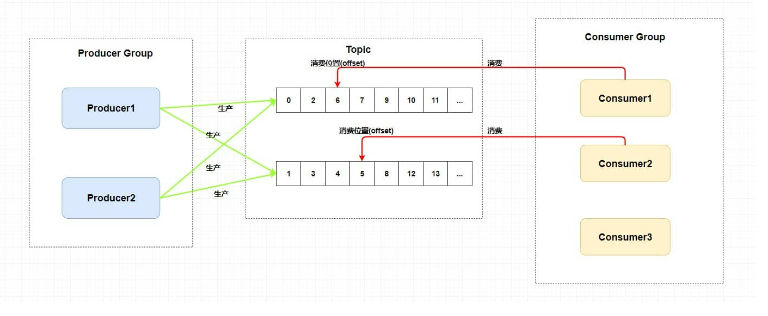 Producer Group
Topic
Consumer Group
消费位置(offset)
消费
Producer1
0 2 6 7 9 10 11 ...
Consumer1
生产
生产
消费位置(offset)
消费
Consumer2
生产
1 3 4 5 8 12 13 ...
Producer2
生产
Consumer3